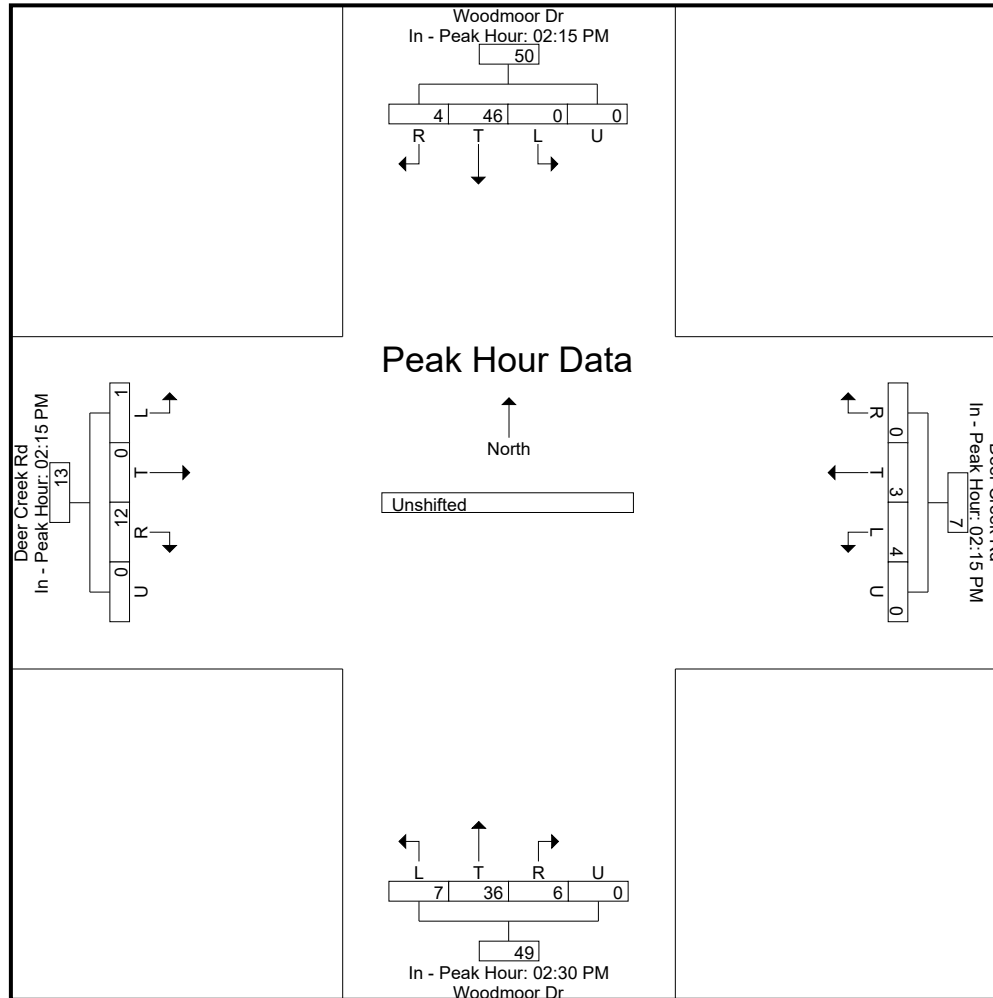 Woodmoor Dr
In - Peak Hour: 02:15 PM
50
4 46 0 0
R T L U
Peak Hour Data
North
Unshifted
Deer Creek Rd
In - Peak Hour: 02:15 PM
13
1 0 12 0
L T R U
In - Peak Hour: 02:15 PM
7
0 3 4 0
R T L U
L T R U
7 36 6 0
49
In - Peak Hour: 02:30 PM
Woodmoor Dr